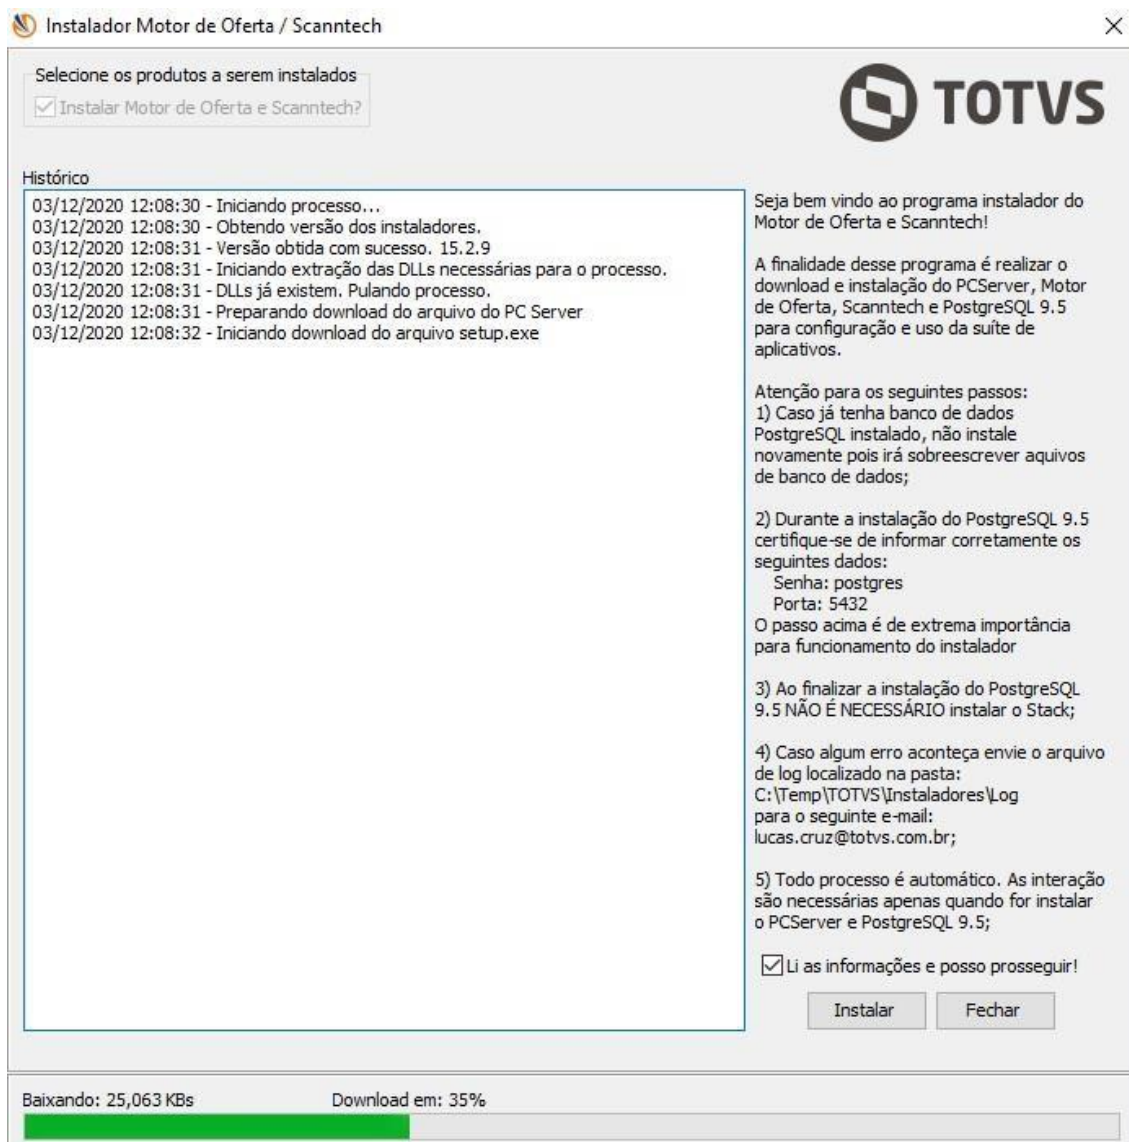 Instalador Motor de Oferta / Scanntech
Selecione os produtos a serem instalados
Instalar Motor de Oferta e Scanntech?
TOTVS
Histórico
03/12/2020 12:08:30 - Iniciando processo...
03/12/2020 12:08:30 - Obtendo versão dos instaladores.
03/12/2020 12:08:31 - Versão obtida com sucesso. 15.2.9
03/12/2020 12:08:31 - Iniciando extração das DLLs necessárias para o processo.
03/12/2020 12:08:31 - DLLs já existem. Pulando processo.
03/12/2020 12:08:31 - Preparando download do arquivo do PC Server
03/12/2020 12:08:32 - Iniciando download do arquivo setup.exe
Seja bem vindo ao programa instalador do
Motor de Oferta e Scanntech!
A finalidade desse programa é realizar o
download e instalação do PCServer, Motor
de Oferta, Scanntech e PostgreSQL 9.5
para configuração e uso da suíte de
aplicativos.
Atenção para os seguintes passos:
1) Caso já tenha banco de dados
PostgreSQL instalado, não instale
novamente pois irá sobreescrever aquivos
de banco de dados;
2) Durante a instalação do PostgreSQL 9.5
certifique-se de informar corretamente os
seguintes dados:
Senha: postgres
Porta: 5432
O passo acima é de extrema importância
para funcionamento do instalador
3) Ao finalizar a instalação do PostgreSQL
9.5 NÃO É NECESSÁRIO instalar o Stack;
4) Caso algum erro aconteça envie o arquivo
de log localizado na pasta:
C:\Temp\TOTVS\Instaladores\Log
para o seguinte e-mail:
lucas.cruz@totvs.com.br;
5) Todo processo é automático. As interação
são necessárias apenas quando for instalar
o PCServer e PostgreSQL 9.5;
Li as informações e posso prosseguir!
Instalar Fechar
Baixando: 25,063 KBs Download em: 35%